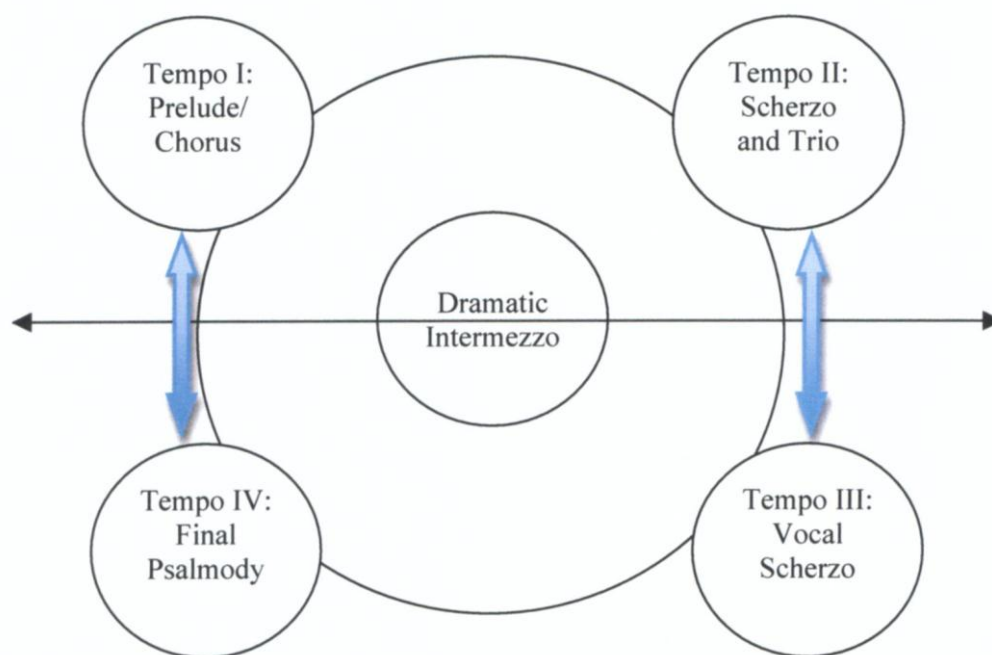 Tempo I:
Prelude/
Chorus
Tempo II:
Scherzo
and Trio
Dramatic
Intermezzo
Tempo IV:
Final
Psalmody
Tempo III:
Vocal
Scherzo